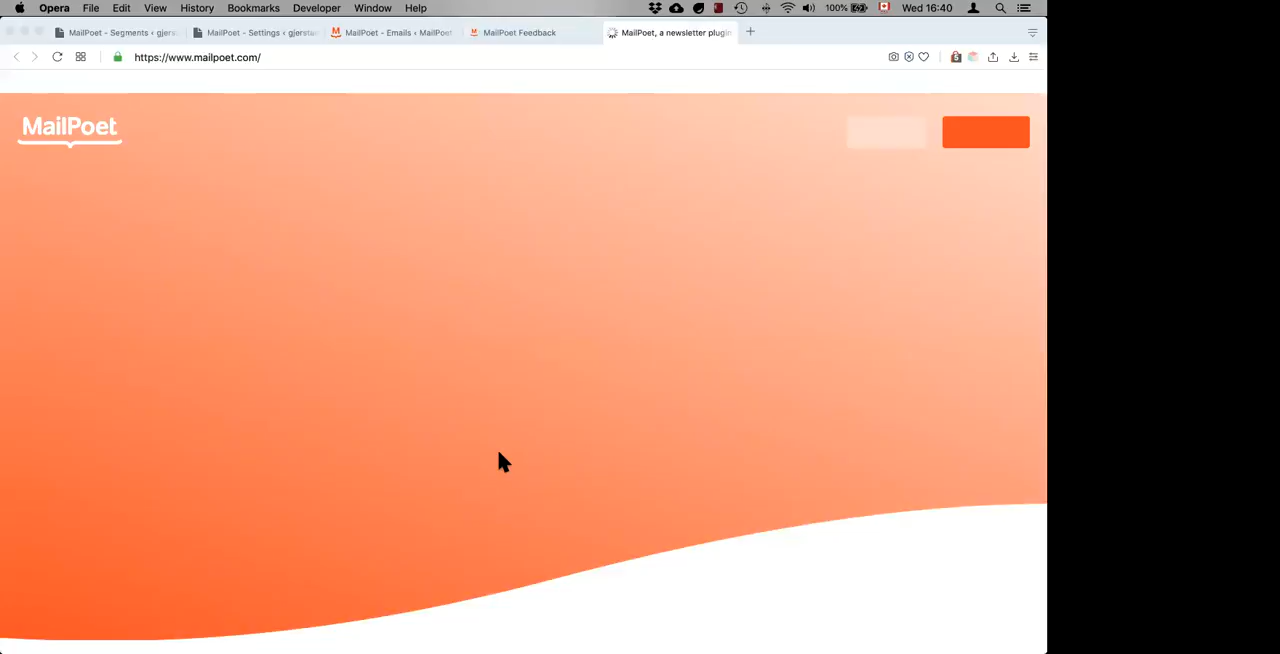 Opera File Edit View History Bookmarks Developer Window Help 100% Wed 16:40
MailPoet - Segments ‹ gjers MailPoet - Settings ‹ gjerstan MailPoet - Emails ‹ MailPoet MailPoet Feedback MailPoet, a newsletter plugin
https://www.mailpoet.com/
MailPoet